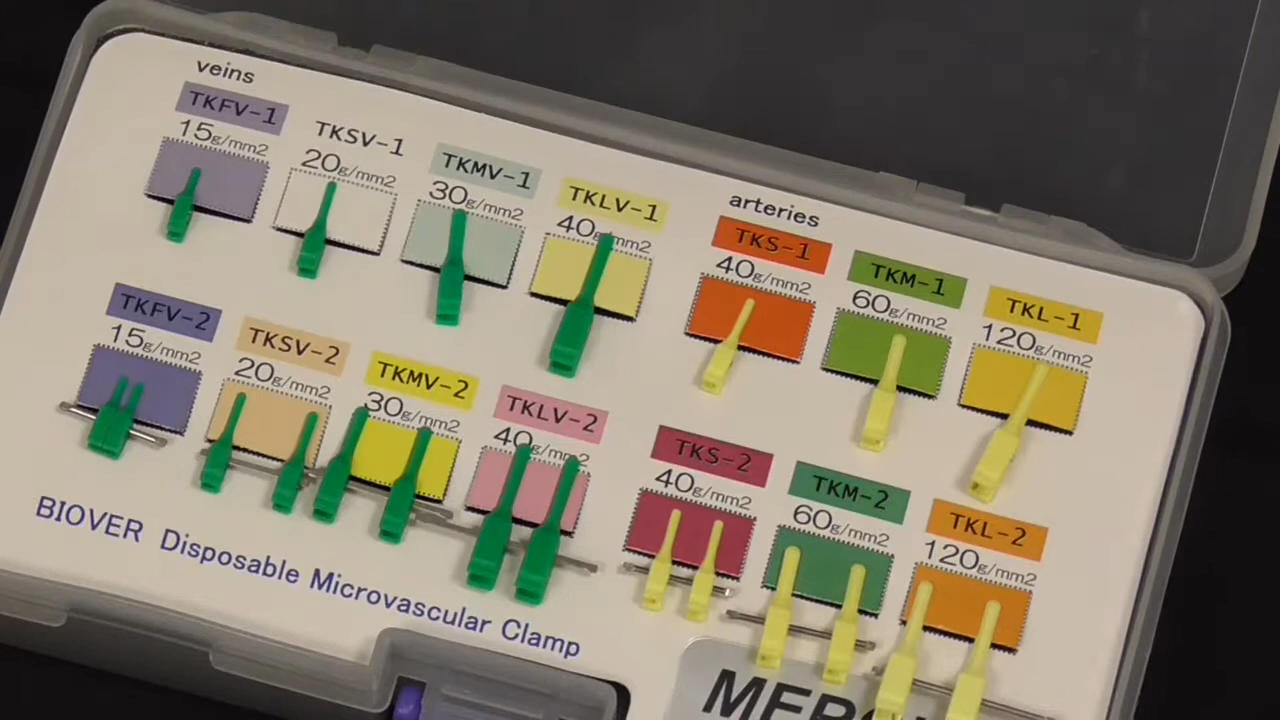 veins
TKFV-1
15g/mm2
TKSV-1
20g/mm2
TKMV-1
30g/mm2
TKLV-1
40g/mm2
arteries
TKS-1
40g/mm2
TKM-1
60g/mm2
TKL-1
120g/mm2
TKFV-2
15g/mm2
TKSV-2
20g/mm2
TKMV-2
30g/mm2
TKLV-2
40g/mm2
TKS-2
40g/mm2
TKM-2
60g/mm2
TKL-2
120g/mm2
BIOVER Disposable Microvascular Clamp